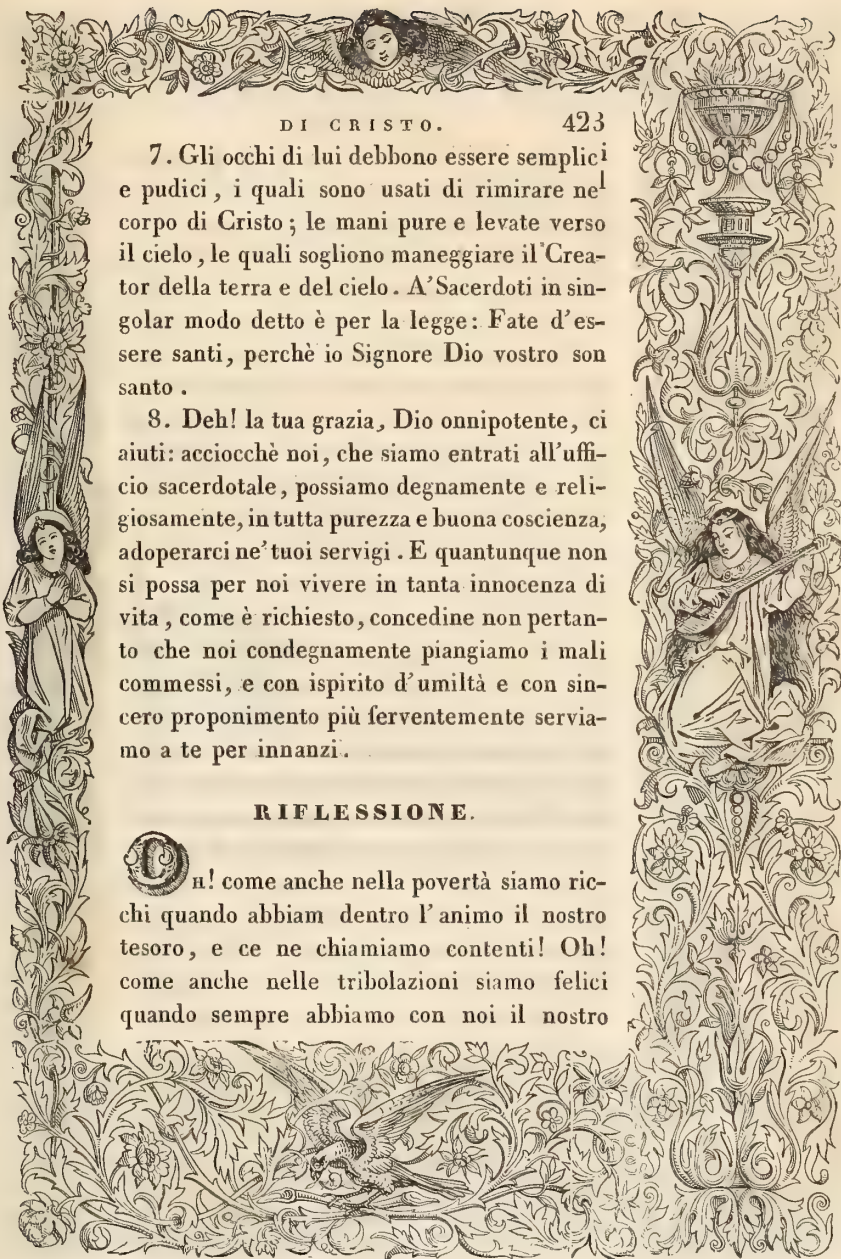 DI CRISTO. 423
7. Gli occhi di lui debbono essere semplici
e pudici, i quali sono usati di rimirare nel
corpo di Cristo; le mani pure e levate verso
il cielo, le quali sogliono maneggiare il Crea-
tor della terra e del cielo. A'Sacerdoti in sin-
golar modo detto è per la legge: Fate d'es-
sere santi, perchè io Signore Dio vostro son
santo.
8. Deh! la tua grazia, Dio onnipotente, ci
aiuti: acciocchè noi, che siamo entrati all'uffi-
cio sacerdotale, possiamo degnamente e reli-
giosamente, in tutta purezza e buona coscienza,
adoperarci ne'tuoi servigi. E quantunque non
si possa per noi vivere in tanta innocenza di
vita, come è richiesto, concedine non pertan-
to che noi condegnamente piangiamo i mali
commessi, e con ispirito d'umiltà e con sin-
cero proponimento più ferventemente servia-
mo a te per innanzi.
RIFLESSIONE.
OH! come anche nella povertà siamo ric-
chi quando abbiam dentro l'animo il nostro
tesoro, e ce ne chiamiamo contenti! Oh!
come anche nelle tribolazioni siamo felici
quando sempre abbiamo con noi il nostro